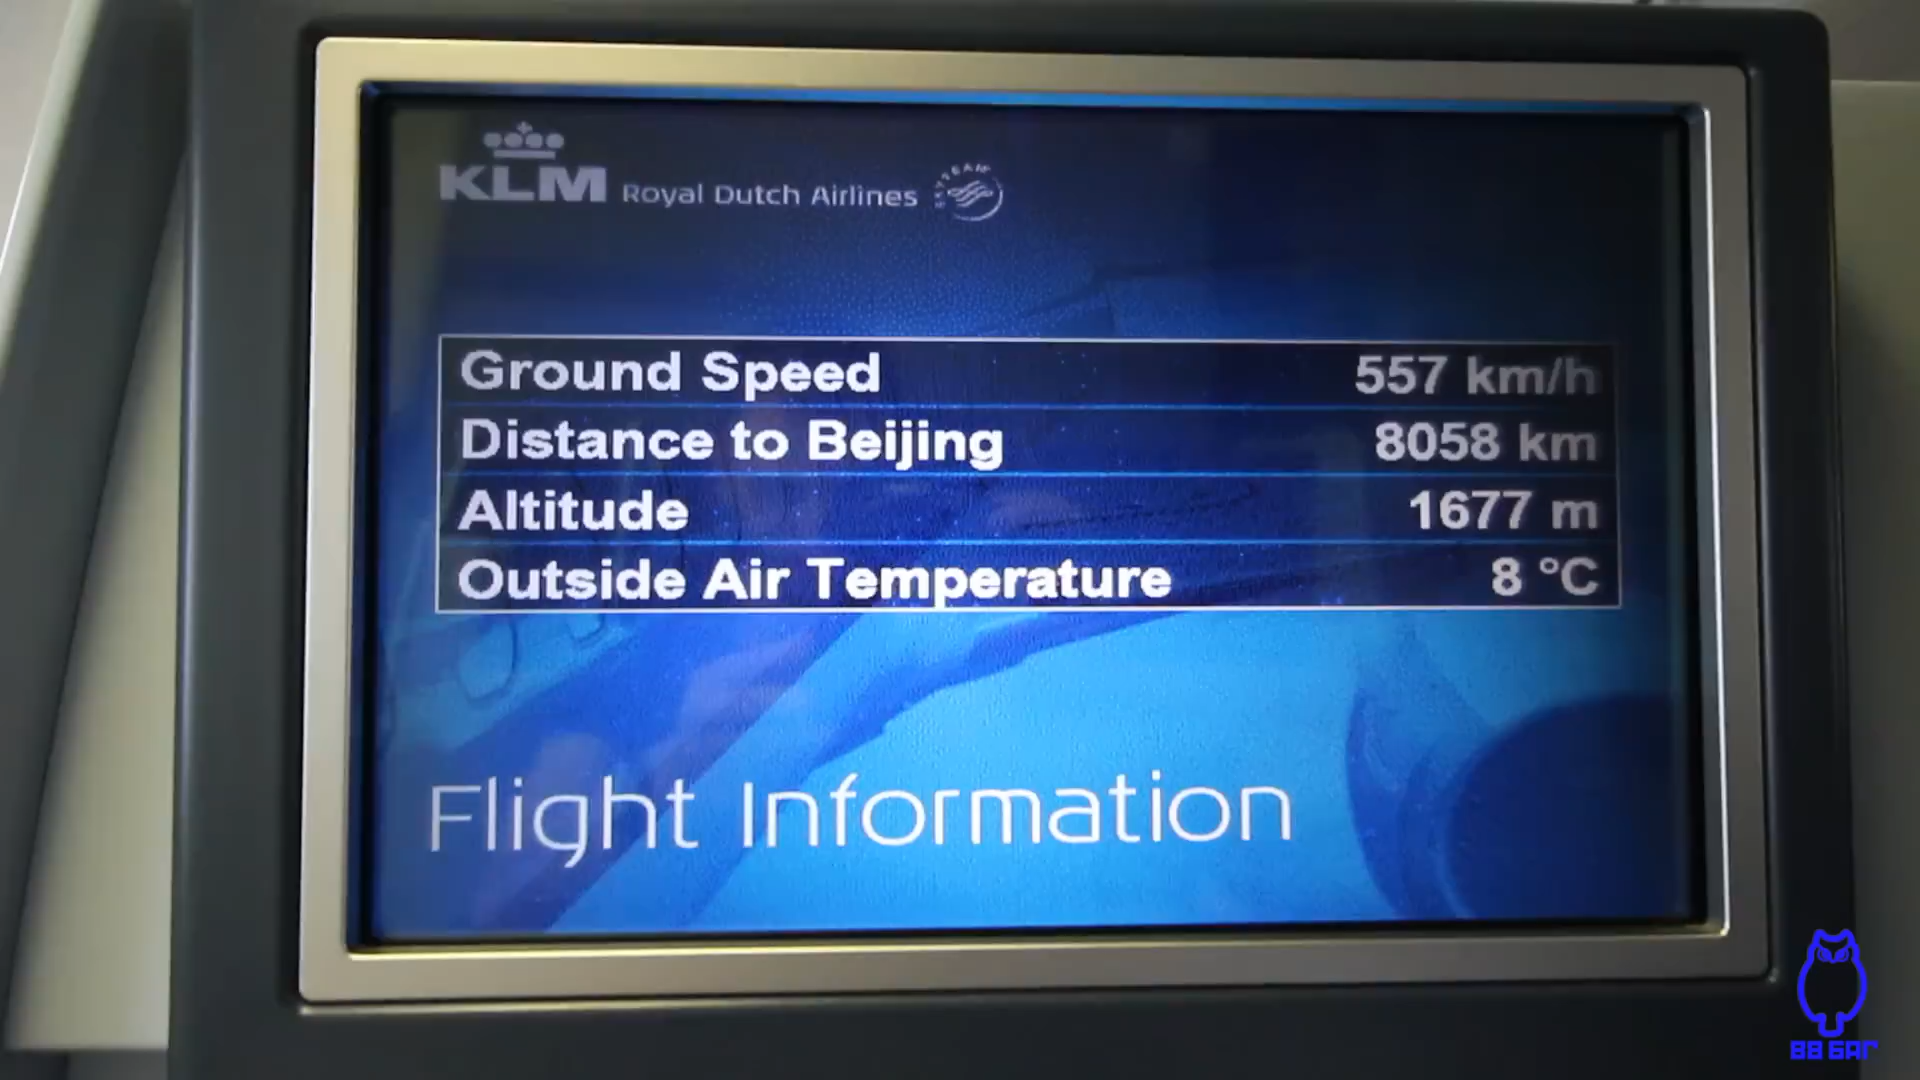 KLM Royal Dutch Airlines
SKYTEAM
Ground Speed 557 km/h
Distance to Beijing 8058 km
Altitude 1677 m
Outside Air Temperature 8 °C
Flight Information
88 BAR